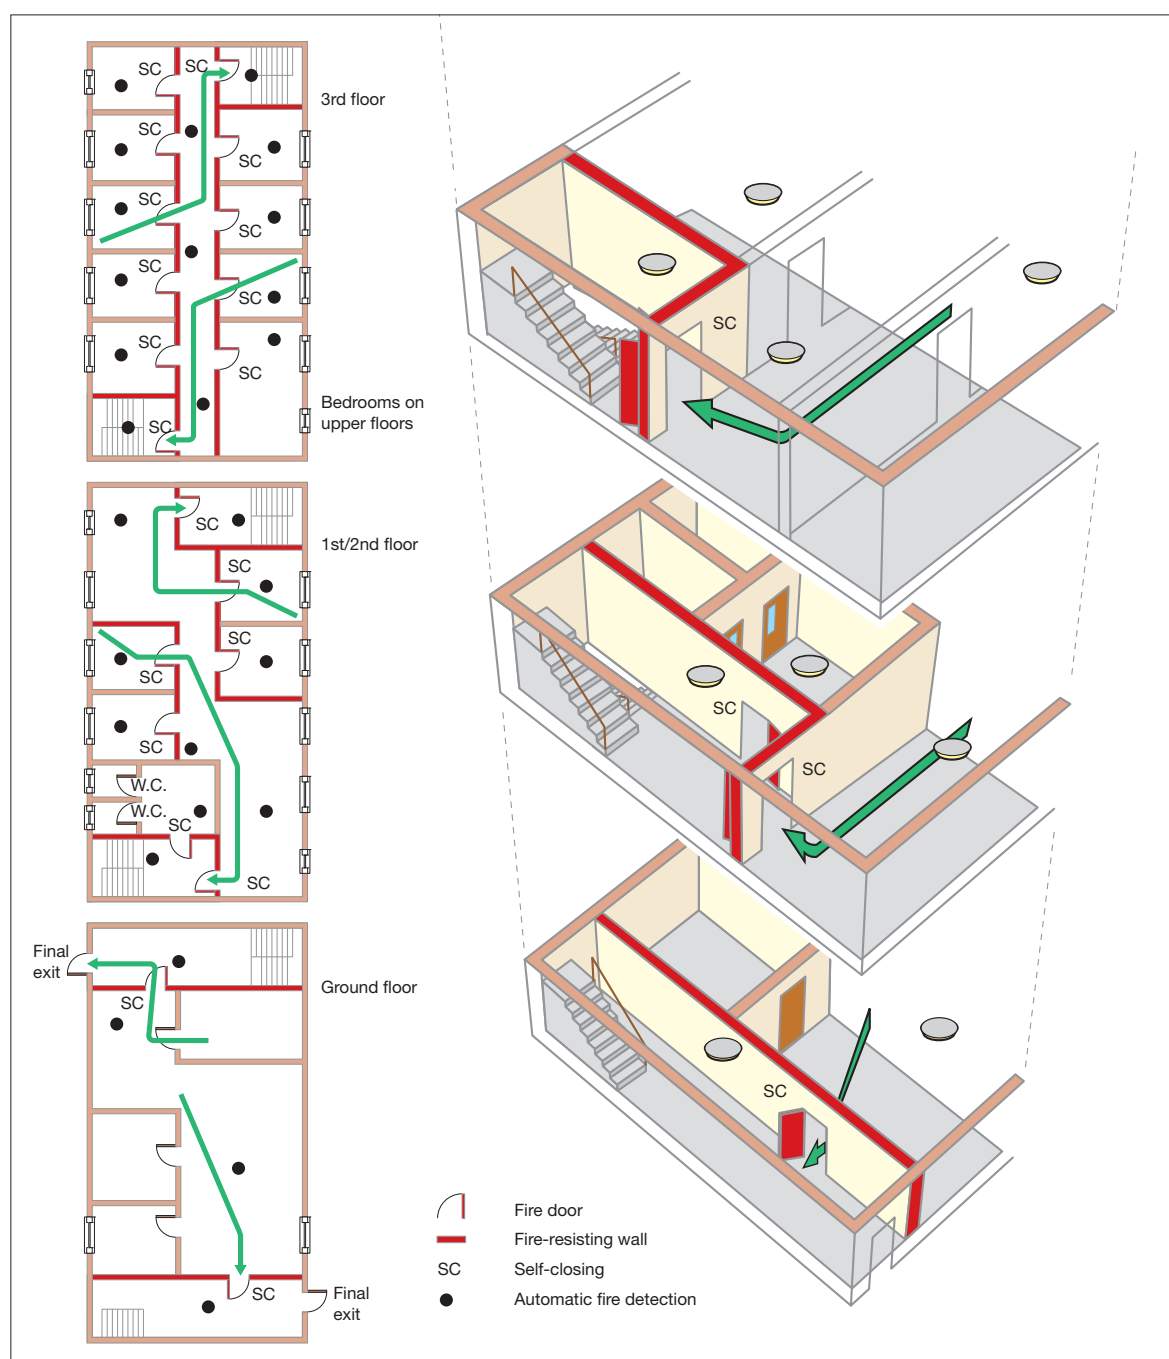 SC
SC
3rd floor
SC
SC
SC
SC
SC
SC
SC
SC
SC
Bedrooms on
upper floors
SC
SC
1st/2nd floor
SC
SC
SC
SC
W.C.
W.C.
SC
SC
Final
exit
Ground floor
SC
SC
Final
exit
SC
SC
SC
SC
Fire door
Fire-resisting wall
SC
Self-closing
Automatic fire detection